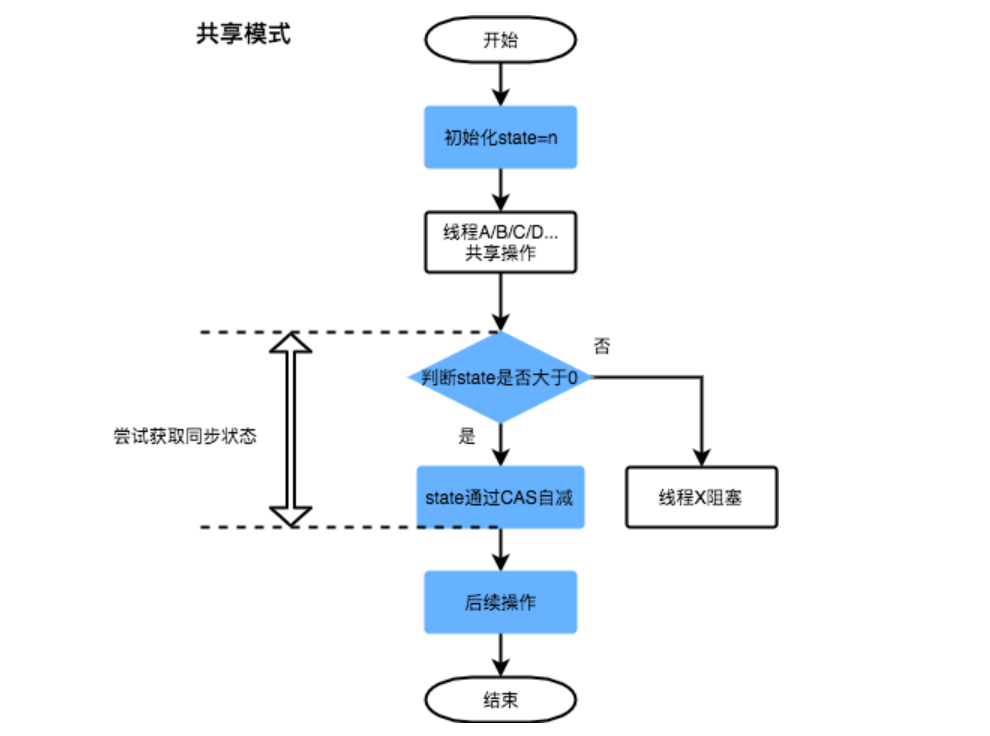 共享模式
开始
初始化state=n
线程A/B/C/D...
共享操作
判断state是否大于0
否
是
尝试获取同步状态
state通过CAS自减
线程X阻塞
后续操作
结束